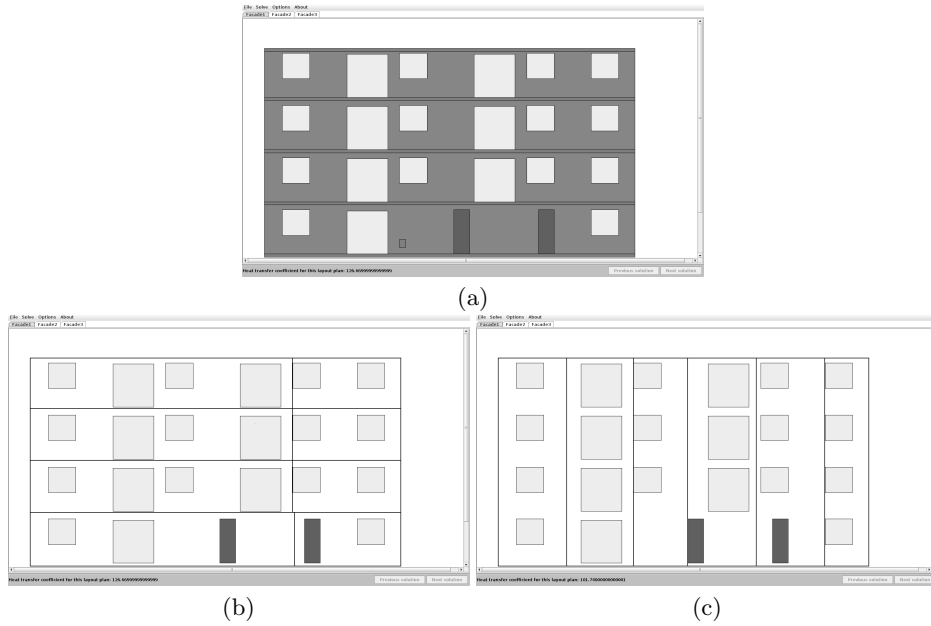 File Solve Options About
Facade1 Facade2 Facade3
Heat transfer coefficient for this layout plan: 126.66999999999999
Previous solution Next solution
(a)
File Solve Options About
Facade1 Facade2 Facade3
Heat transfer coefficient for this layout plan: 126.66999999999999
Previous solution Next solution
(b)
File Solve Options About
Facade1 Facade2 Facade3
Heat transfer coefficient for this layout plan: 101.7600000000001
Previous solution Next solution
(c)